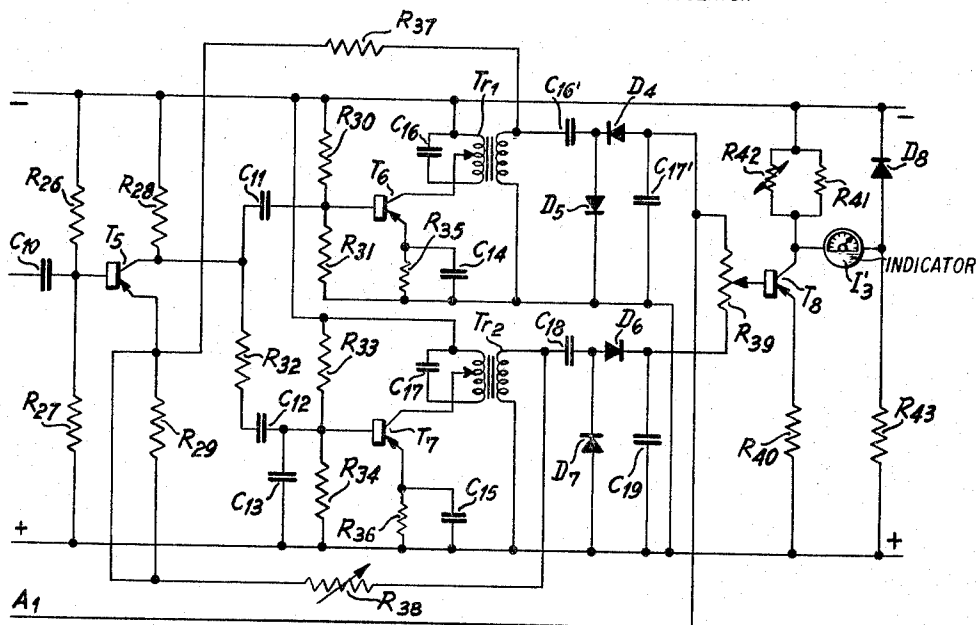 R37
−
Tr1
C16'
D4
−
R30
C16
R42
D8
R26
R28
C11
T6
C17'
R41
C10
T5
D5
R31
R35
C14
INDICATOR
I'3
T8
Tr2
C18
D6
R39
R32
R33
C17
R27
C12
R29
T7
R43
R40
C13
R34
D7
C19
C15
R36
+
+
A1
R38